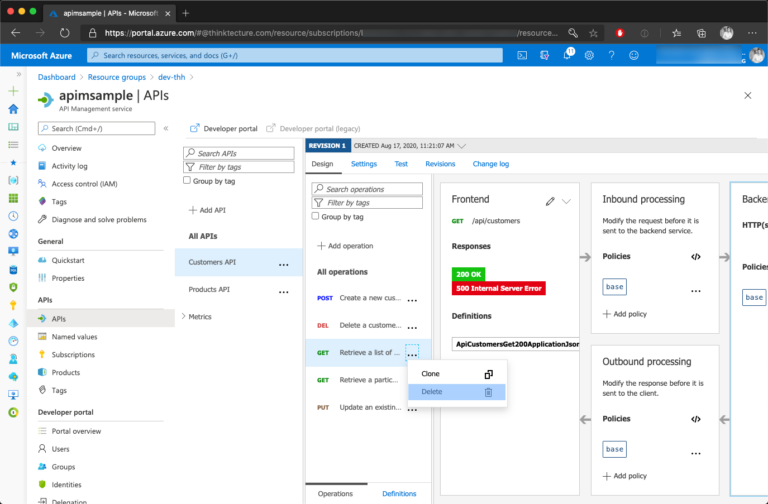 apimsample | APIs - Microsoft
https://portal.azure.com/#@thinktecture.com/resource/subscriptions/
/resource...
Microsoft Azure
Search resources, services, and docs (G+/)
11
Dashboard > Resource groups > dev-thh >
apimsample | APIs
API Management service
Search (Cmd+/)
«
Overview
Activity log
Access control (IAM)
Tags
Diagnose and solve problems
General
Quickstart
Properties
APIs
APIs
Named values
Subscriptions
Products
Tags
Developer portal
Portal overview
Users
Groups
Identities
Delegation
Developer portal
Developer portal (legacy)
Search APIs
Filter by tags
Group by tag
+ Add API
All APIs
Customers API ...
Products API ...
> Metrics
REVISION 1 CREATED Aug 17, 2020, 11:21:07 AM
Design Settings Test Revisions Change log
Search operations
Filter by tags
Group by tag
+ Add operation
All operations
POST Create a new cus... ...
DEL Delete a custome... ...
GET Retrieve a list of ... ...
GET Retrieve a partic...
PUT Update an existin... ...
Clone
Delete
Operations Definitions
Frontend
GET /api/customers
Responses
200 OK
500 Internal Server Error
Definitions
ApiCustomersGet200ApplicationJson
Inbound processing
Modify the request before it is
sent to the backend service.
Policies </>
base ...
+ Add policy
Outbound processing
Modify the response before it is
sent to the client.
Policies </>
base ...
+ Add policy
Backe
HTTP(s
Policies
base